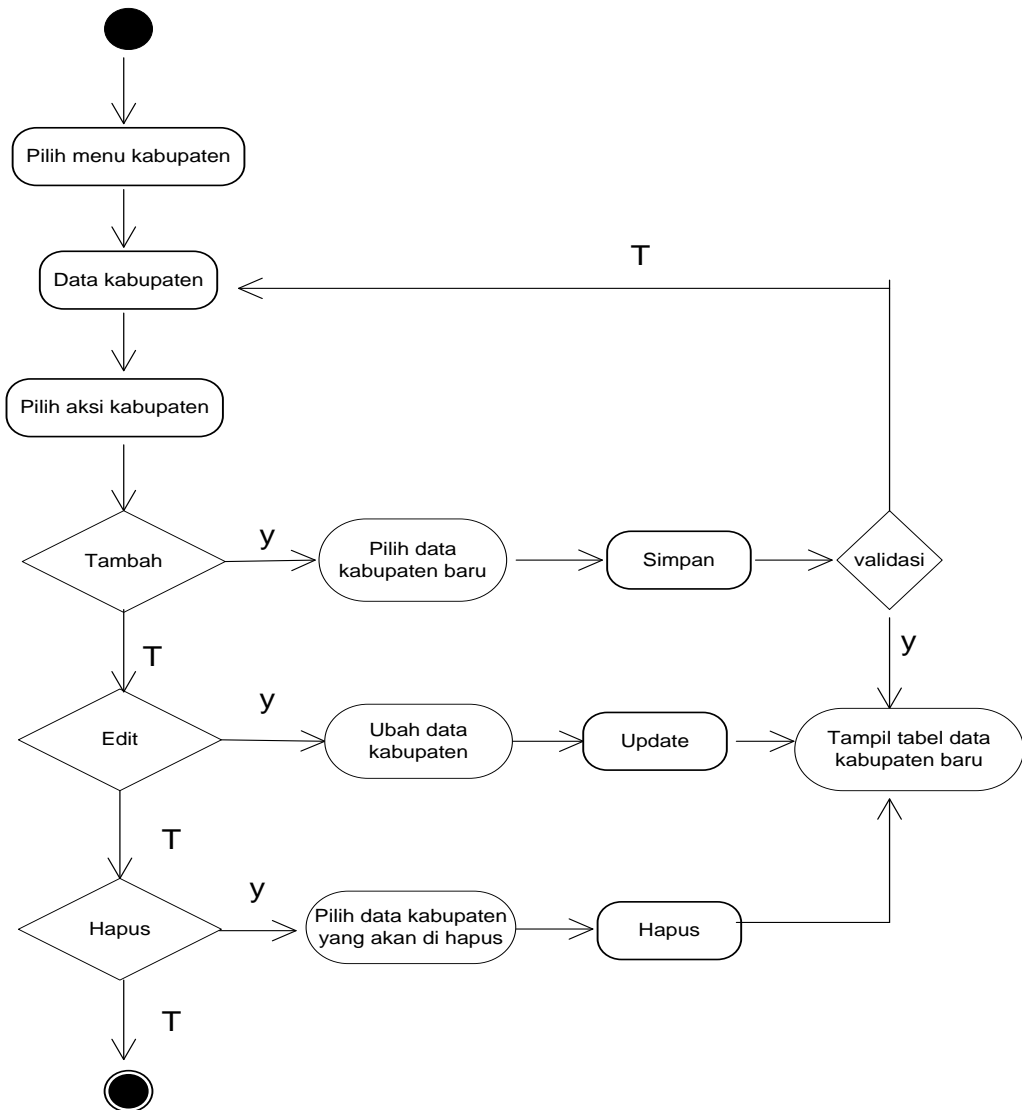 Pilih menu kabupaten
T
Data kabupaten
Pilih aksi kabupaten
Tambah
y
Pilih data
kabupaten baru
Simpan
validasi
T
y
Edit
y
Ubah data
kabupaten
Update
Tampil tabel data
kabupaten baru
T
Hapus
y
Pilih data kabupaten
yang akan di hapus
Hapus
T